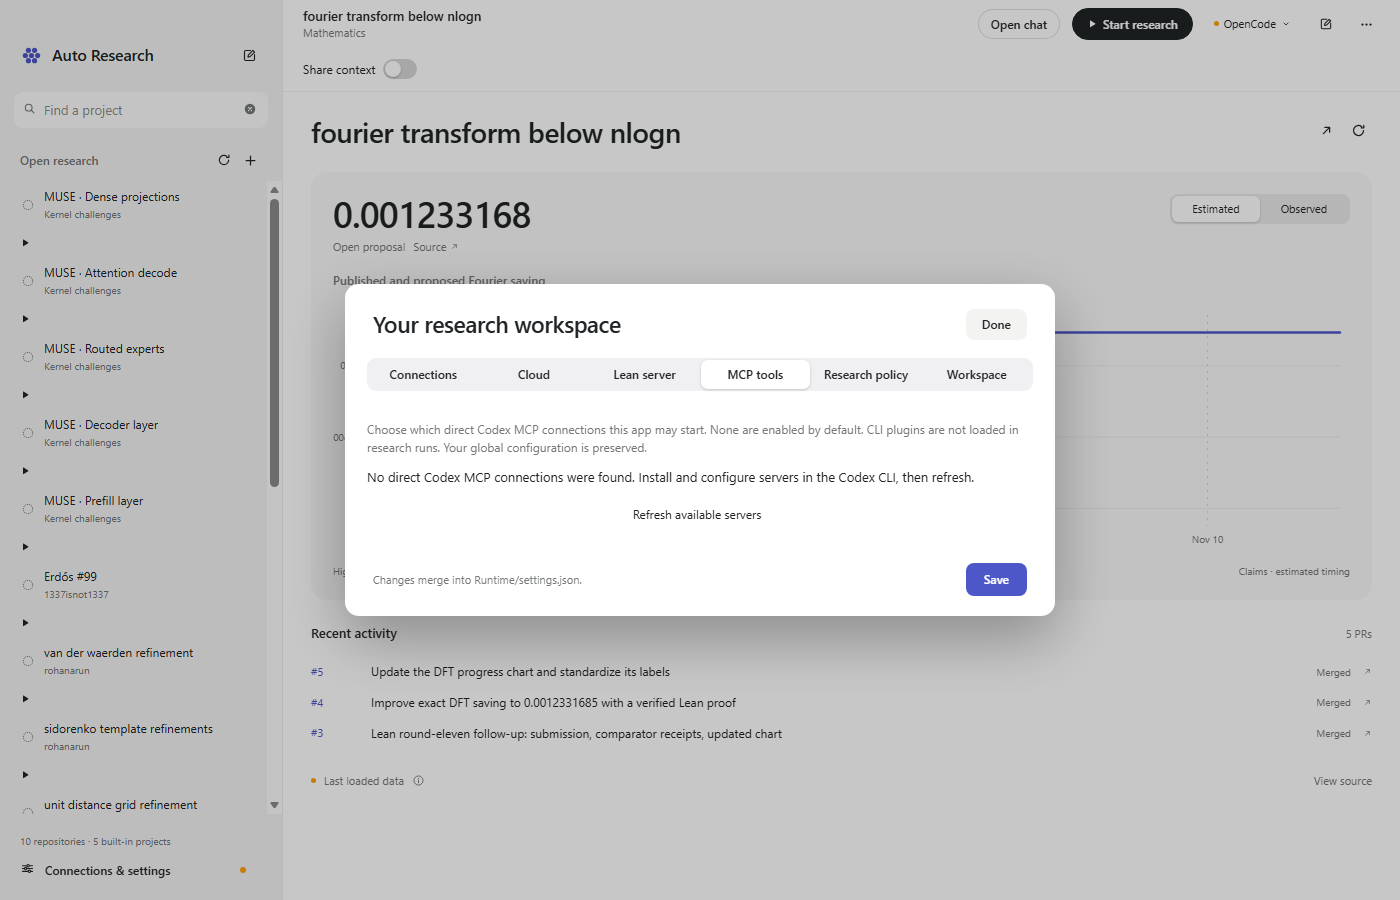 Auto Research
Find a project
Open research
MUSE · Dense projections
Kernel challenges
MUSE · Attention decode
Kernel challenges
MUSE · Routed experts
Kernel challenges
MUSE · Decoder layer
Kernel challenges
MUSE · Prefill layer
Kernel challenges
Erdős #99
1337isnot1337
van der waerden refinement
rohanarun
sidorenko template refinements
rohanarun
unit distance grid refinement
10 repositories · 5 built-in projects
Connections & settings
fourier transform below nlogn
Mathematics
Open chat
Start research
OpenCode
Share context
fourier transform below nlogn
0.001233168
Open proposal Source
Estimated
Observed
Published and proposed Fourier saving
Your research workspace
Done
Connections
Cloud
Lean server
MCP tools
Research policy
Workspace
Choose which direct Codex MCP connections this app may start. None are enabled by default. CLI plugins are not loaded in
research runs. Your global configuration is preserved.
No direct Codex MCP connections were found. Install and configure servers in the Codex CLI, then refresh.
Refresh available servers
Changes merge into Runtime/settings.json.
Save
Nov 10
Claims · estimated timing
Recent activity
5 PRs
#5 Update the DFT progress chart and standardize its labels Merged
#4 Improve exact DFT saving to 0.0012331685 with a verified Lean proof Merged
#3 Lean round-eleven follow-up: submission, comparator receipts, updated chart Merged
Last loaded data
View source